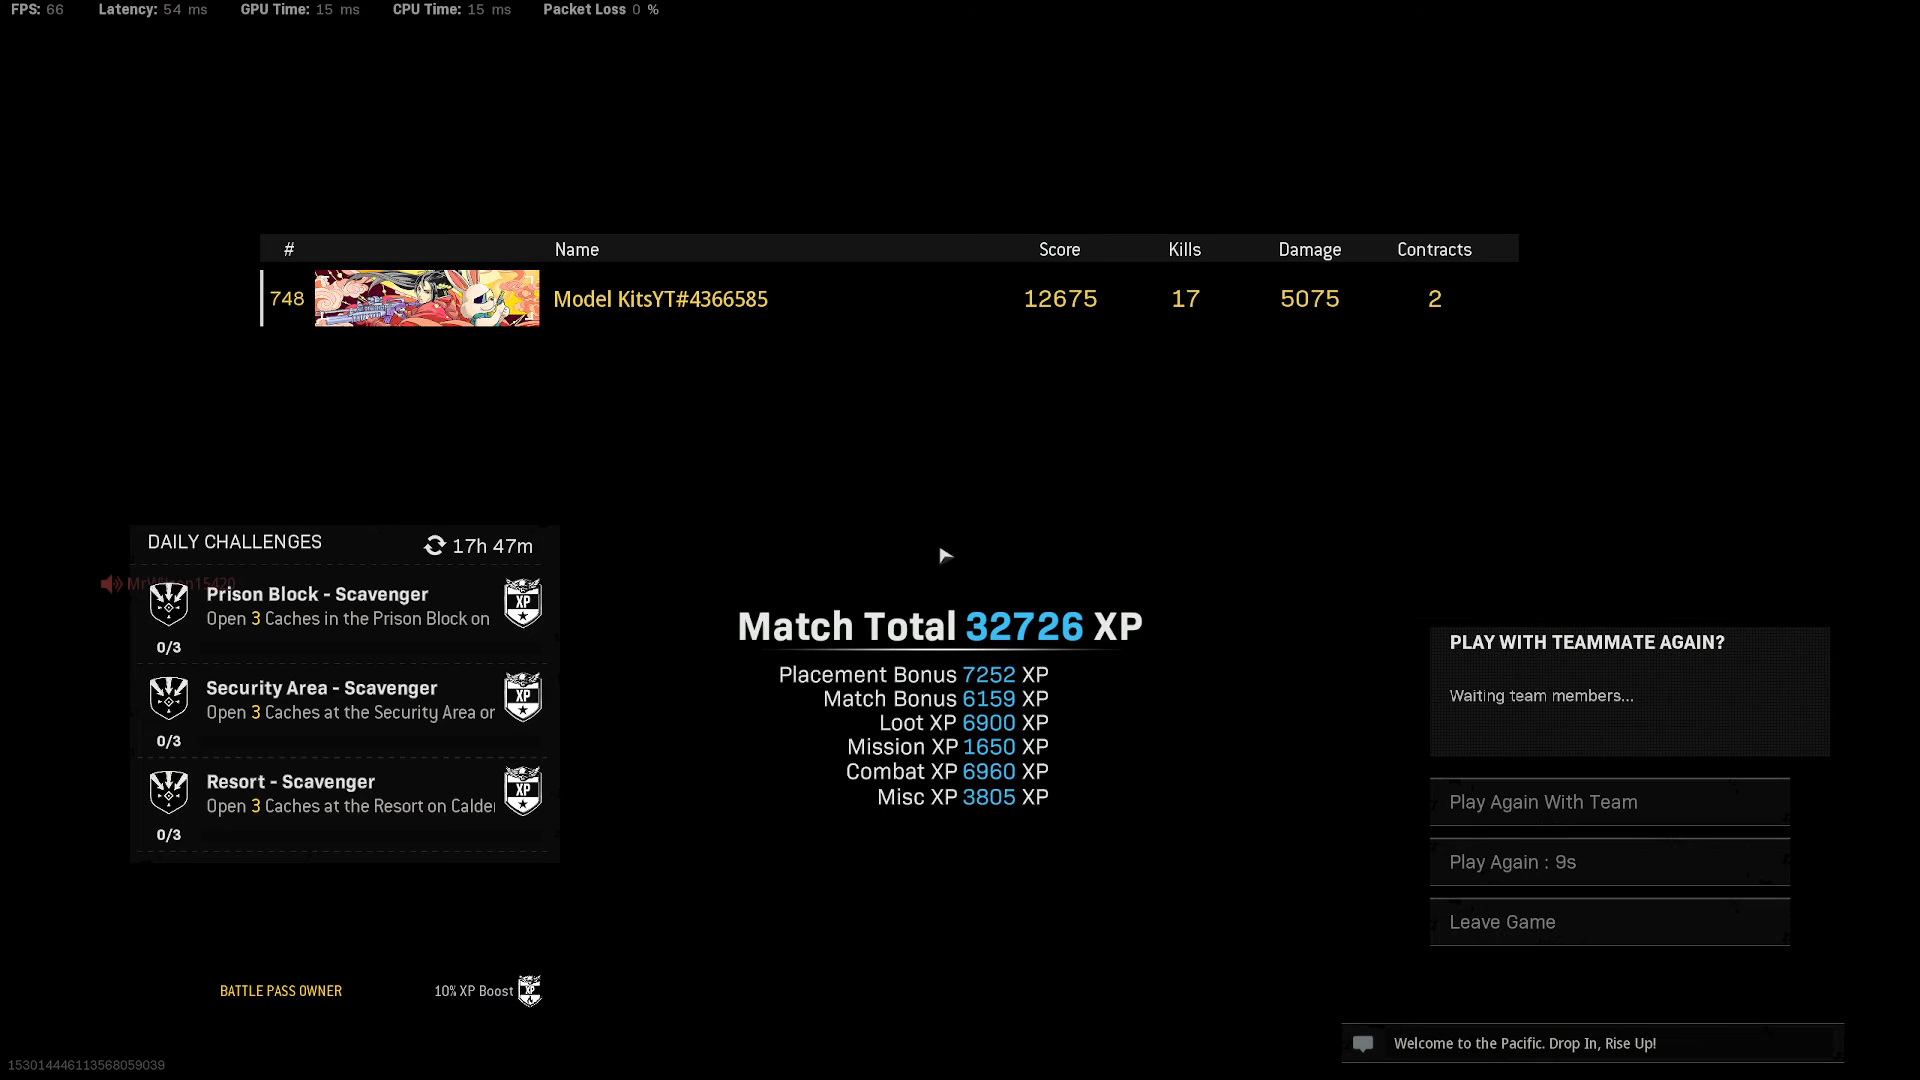 FPS: 66 Latency: 54 ms GPU Time: 15 ms CPU Time: 15 ms Packet Loss 0 %
# Name Score Kills Damage Contracts
748 Model KitsYT#4366585 12675 17 5075 2
DAILY CHALLENGES 17h 47m
Prison Block - Scavenger XP
Open 3 Caches in the Prison Block on
0/3
Security Area - Scavenger XP
Open 3 Caches at the Security Area or
0/3
Resort - Scavenger XP
Open 3 Caches at the Resort on Calder
0/3
BATTLE PASS OWNER 10% XP Boost XP
Match Total 32726 XP
Placement Bonus 7252 XP
Match Bonus 6159 XP
Loot XP 6900 XP
Mission XP 1650 XP
Combat XP 6960 XP
Misc XP 3805 XP
PLAY WITH TEAMMATE AGAIN?
Waiting team members...
Play Again With Team
Play Again : 9s
Leave Game
Welcome to the Pacific. Drop In, Rise Up!
153014446113568059039